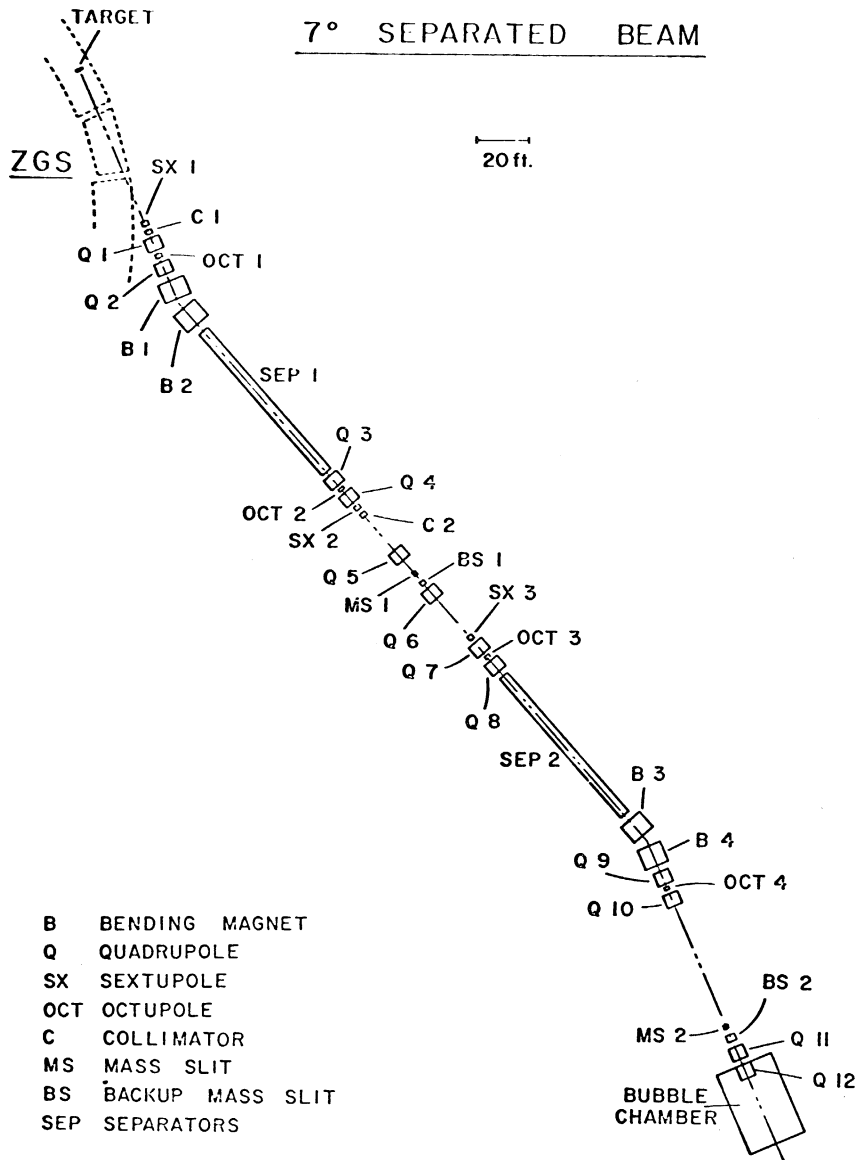 TARGET
7° SEPARATED BEAM
20 ft.
ZGS
SX 1
C 1
Q 1
OCT 1
Q 2
B 1
B 2
SEP 1
Q 3
Q 4
OCT 2
C 2
SX 2
BS 1
Q 5
SX 3
MS 1
Q 6
OCT 3
Q 7
Q 8
SEP 2
B 3
B 4
Q 9
OCT 4
Q 10
BS 2
MS 2
Q 11
Q 12
BUBBLE
CHAMBER
B BENDING MAGNET
Q QUADRUPOLE
SX SEXTUPOLE
OCT OCTUPOLE
C COLLIMATOR
MS MASS SLIT
BS BACKUP MASS SLIT
SEP SEPARATORS